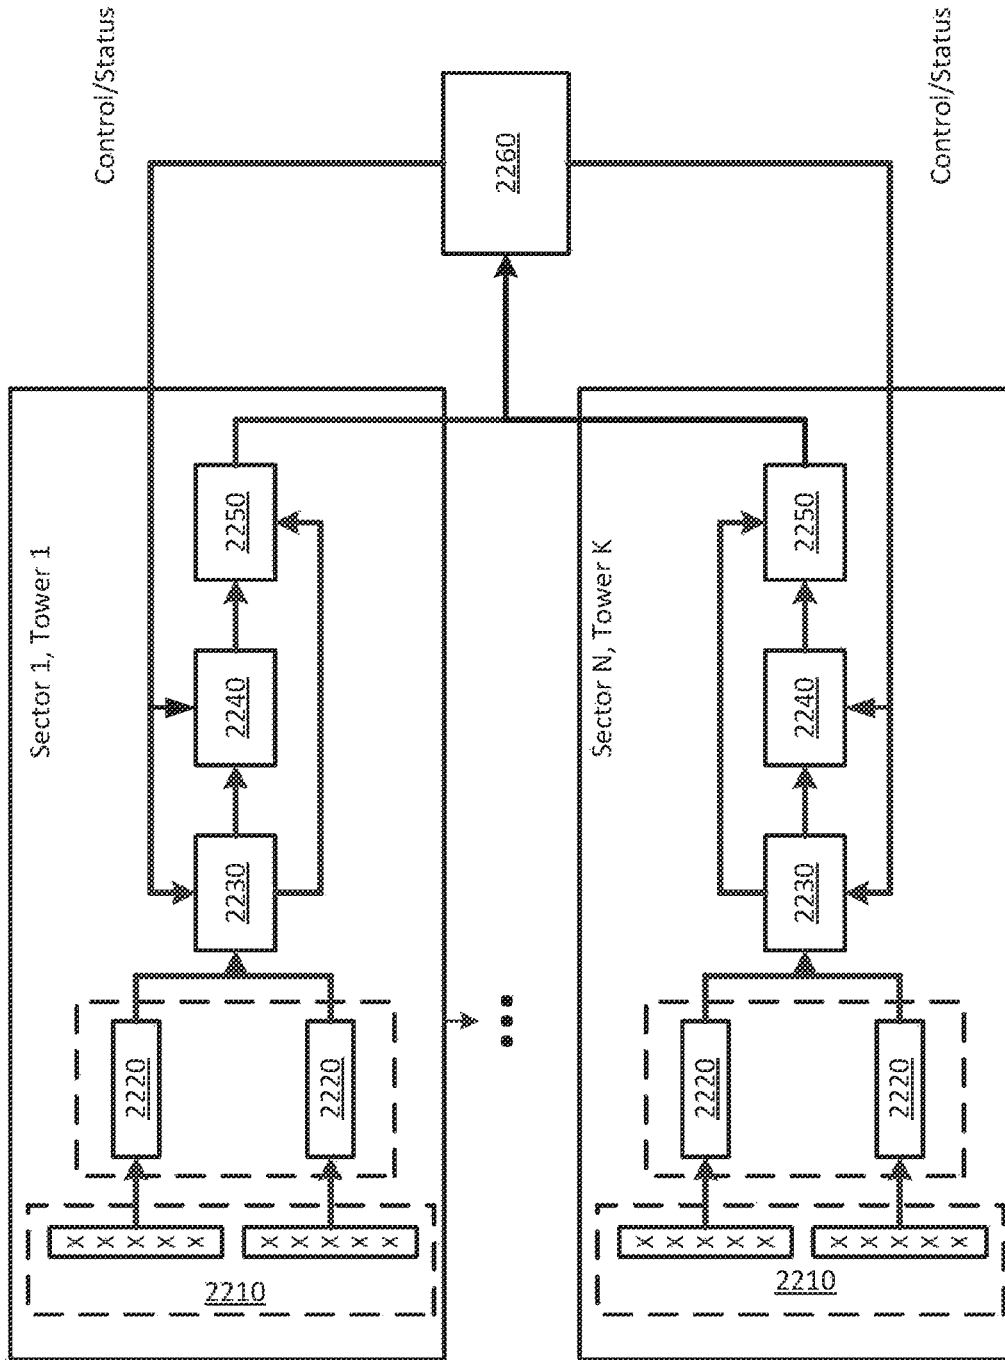 Control/Status
Sector 1, Tower 1
2210
X X X X X
X X X X X
2220
2220
2230
2240
2250
2260
Sector N, Tower K
2210
X X X X X
X X X X X
2220
2220
2230
2240
2250
Control/Status